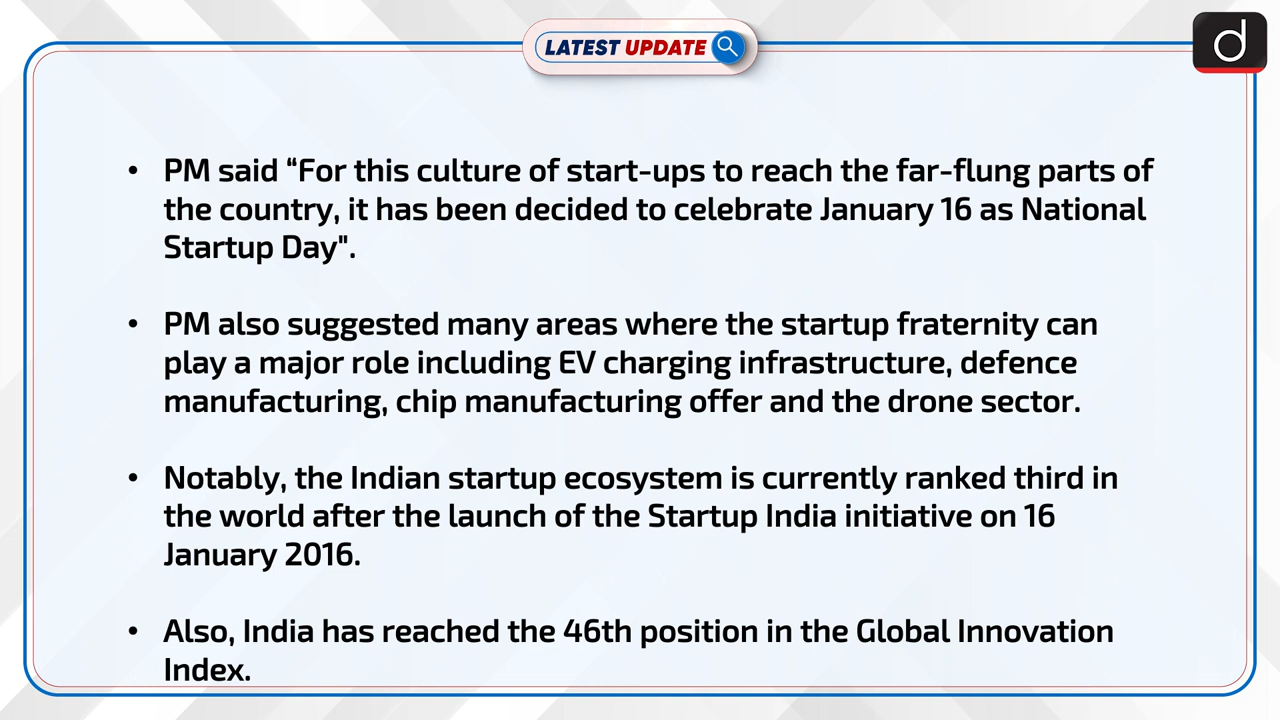 LATEST UPDATE
d
• PM said “For this culture of start-ups to reach the far-flung parts of
the country, it has been decided to celebrate January 16 as National
Startup Day".
• PM also suggested many areas where the startup fraternity can
play a major role including EV charging infrastructure, defence
manufacturing, chip manufacturing offer and the drone sector.
• Notably, the Indian startup ecosystem is currently ranked third in
the world after the launch of the Startup India initiative on 16
January 2016.
• Also, India has reached the 46th position in the Global Innovation
Index.